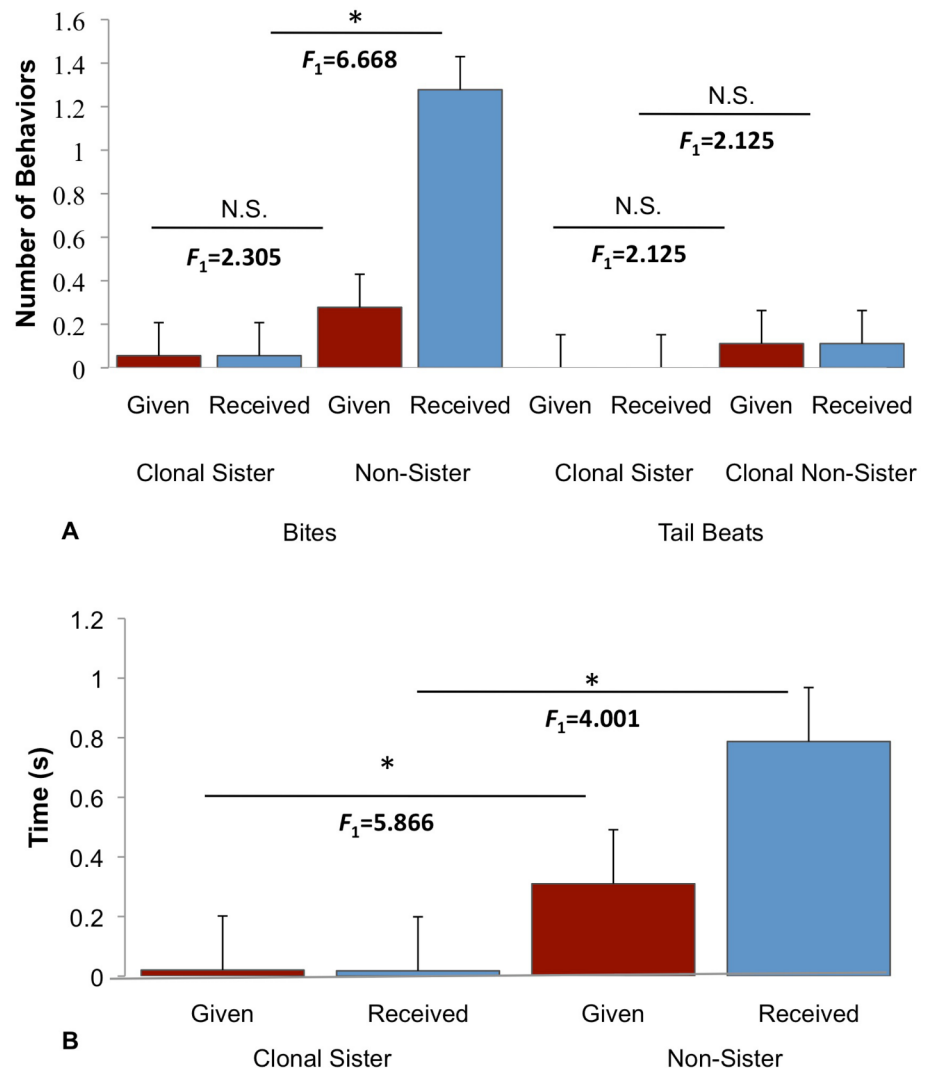 1.6
1.4
1.2
1
0.8
0.6
0.4
0.2
0
Number of Behaviors
*
F1=6.668
N.S.
F1=2.305
N.S.
F1=2.125
N.S.
F1=2.125
Given Received Given Received Given Received Given Received
Clonal Sister Non-Sister Clonal Sister Clonal Non-Sister
A Bites Tail Beats
1.2
1
0.8
0.6
0.4
0.2
0
Time (s)
*
F1=4.001
*
F1=5.866
Given Received Given Received
B Clonal Sister Non-Sister